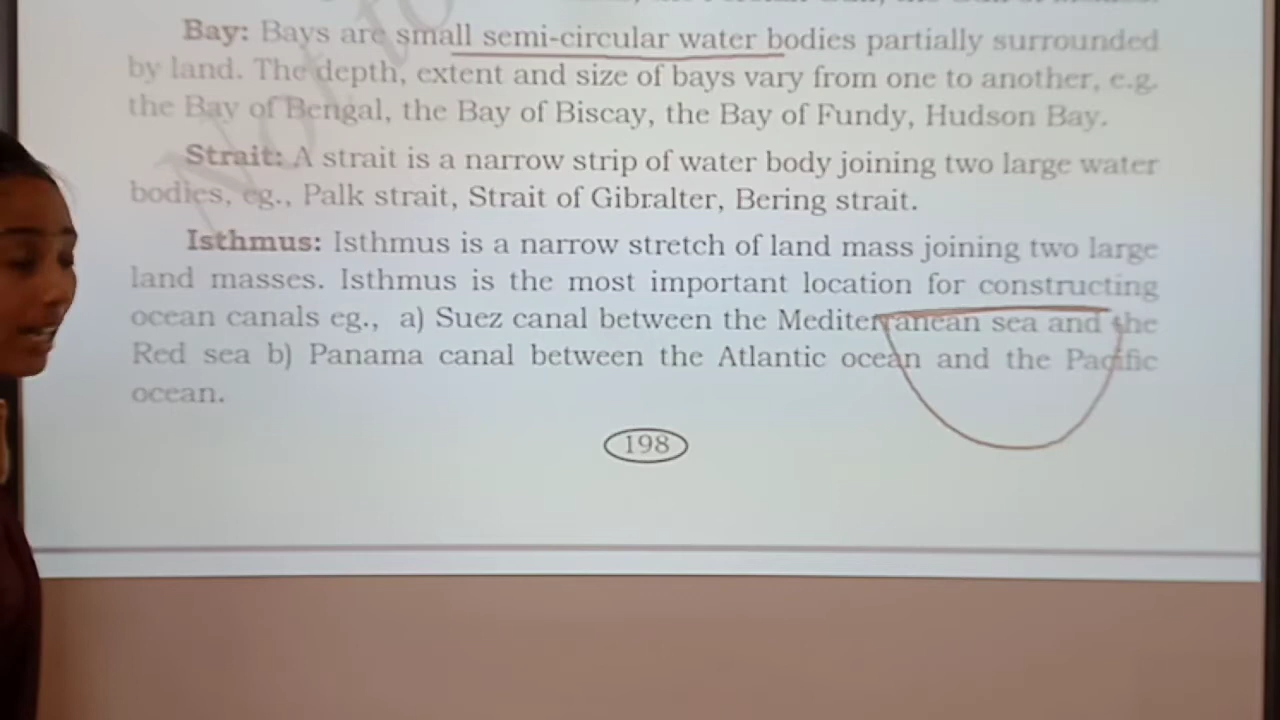 Bay: Bays are small semi-circular water bodies partially surrounded
by land. The depth, extent and size of bays vary from one to another, e.g.
the Bay of Bengal, the Bay of Biscay, the Bay of Fundy, Hudson Bay.
Strait: A strait is a narrow strip of water body joining two large water
bodies, eg., Palk strait, Strait of Gibralter, Bering strait.
Isthmus: Isthmus is a narrow stretch of land mass joining two large
land masses. Isthmus is the most important location for constructing
ocean canals eg., a) Suez canal between the Mediterranean sea and the
Red sea b) Panama canal between the Atlantic ocean and the Pacific
ocean.
198